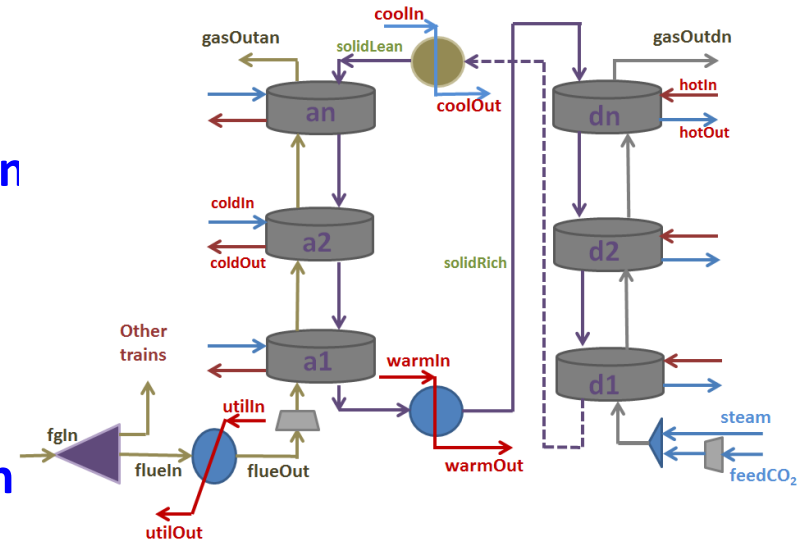 coolIn
gasOutan
solidLean
gasOutdn
coolOut
hotIn
hotOut
an
dn
n
coldIn
coldOut
a2
d2
solidRich
Other
trains
a1
warmIn
d1
utilIn
fgIn
flueIn
flueOut
warmOut
steam
feedCO₂
n
utilOut